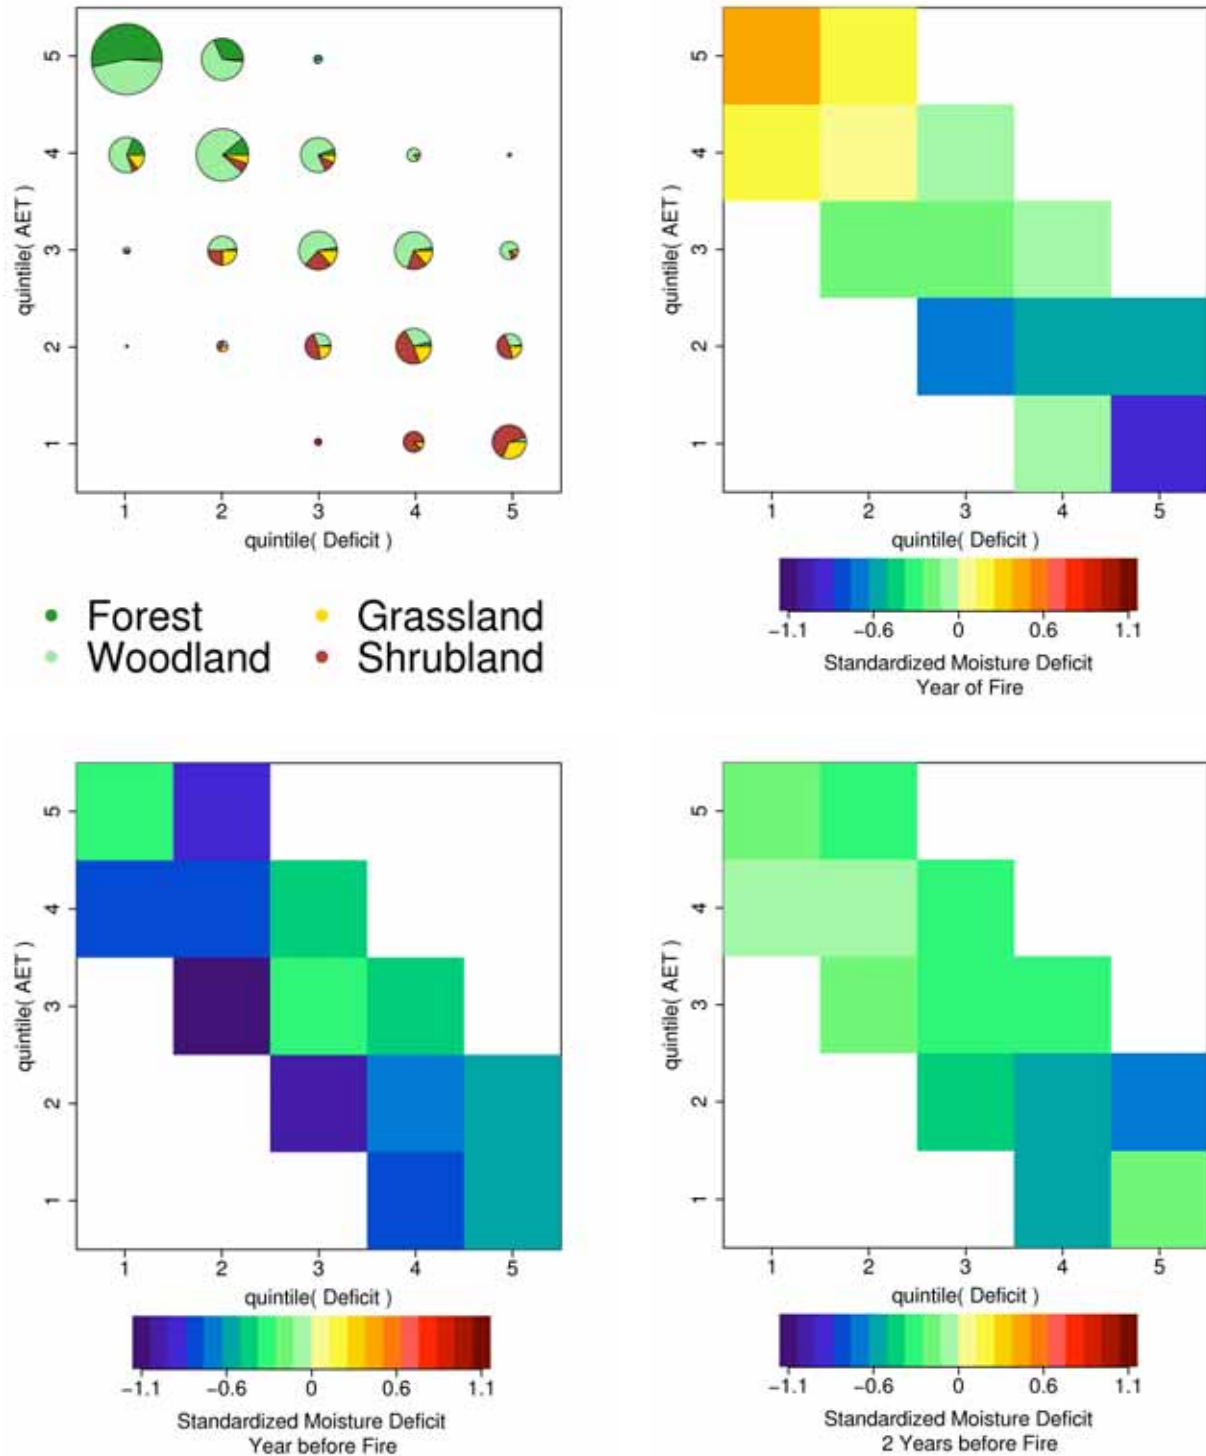 5
4
3
2
1
quintile( AET )
1 2 3 4 5
quintile( Deficit )
Forest
Woodland
Grassland
Shrubland
5
4
3
2
1
quintile( AET )
1 2 3 4 5
quintile( Deficit )
−1.1 −0.6 0 0.6 1.1
Standardized Moisture Deficit
Year of Fire
5
4
3
2
1
quintile( AET )
1 2 3 4 5
quintile( Deficit )
−1.1 −0.6 0 0.6 1.1
Standardized Moisture Deficit
Year before Fire
5
4
3
2
1
quintile( AET )
1 2 3 4 5
quintile( Deficit )
−1.1 −0.6 0 0.6 1.1
Standardized Moisture Deficit
2 Years before Fire